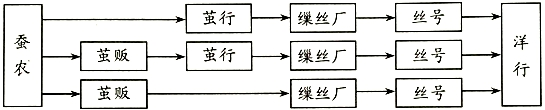 蚕农
茧行 缫丝厂 丝号
茧贩 茧行 缫丝厂 丝号
茧贩 缫丝厂 丝号
洋行